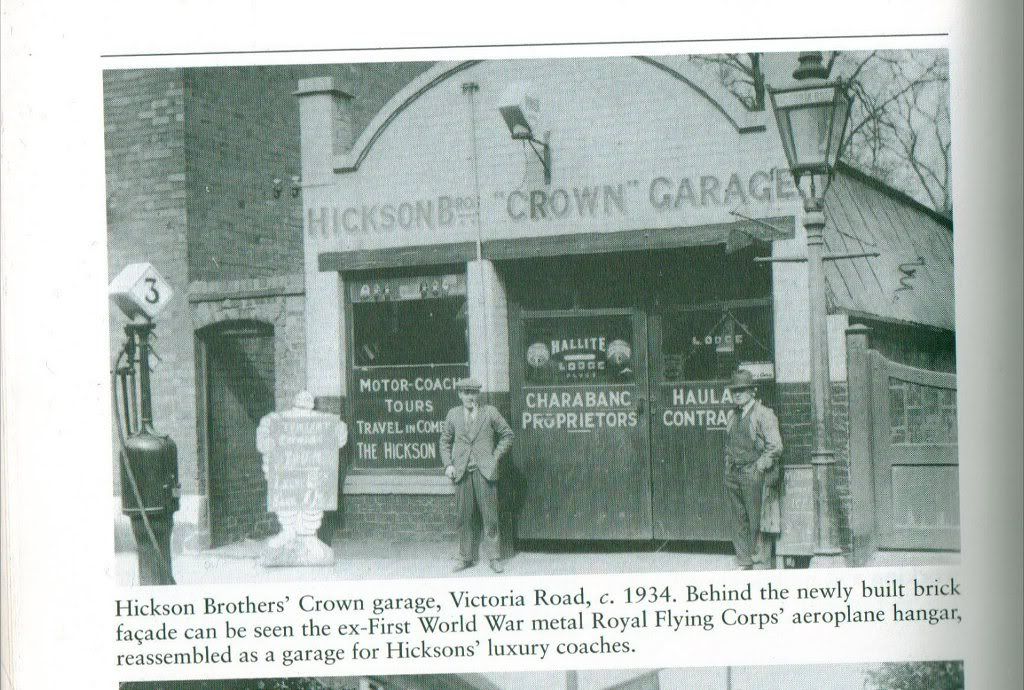 HICKSON BROS "CROWN" GARAGE
3
MOTOR-COACH
TOURS
TRAVEL IN COM
THE HICKSON
HALLITE
LODGE
CHARABANC
PROPRIETORS
LODGE
HAULA
CONTRAC
Hickson Brothers' Crown garage, Victoria Road, c. 1934. Behind the newly built brick
façade can be seen the ex-First World War metal Royal Flying Corps' aeroplane hangar,
reassembled as a garage for Hicksons' luxury coaches.